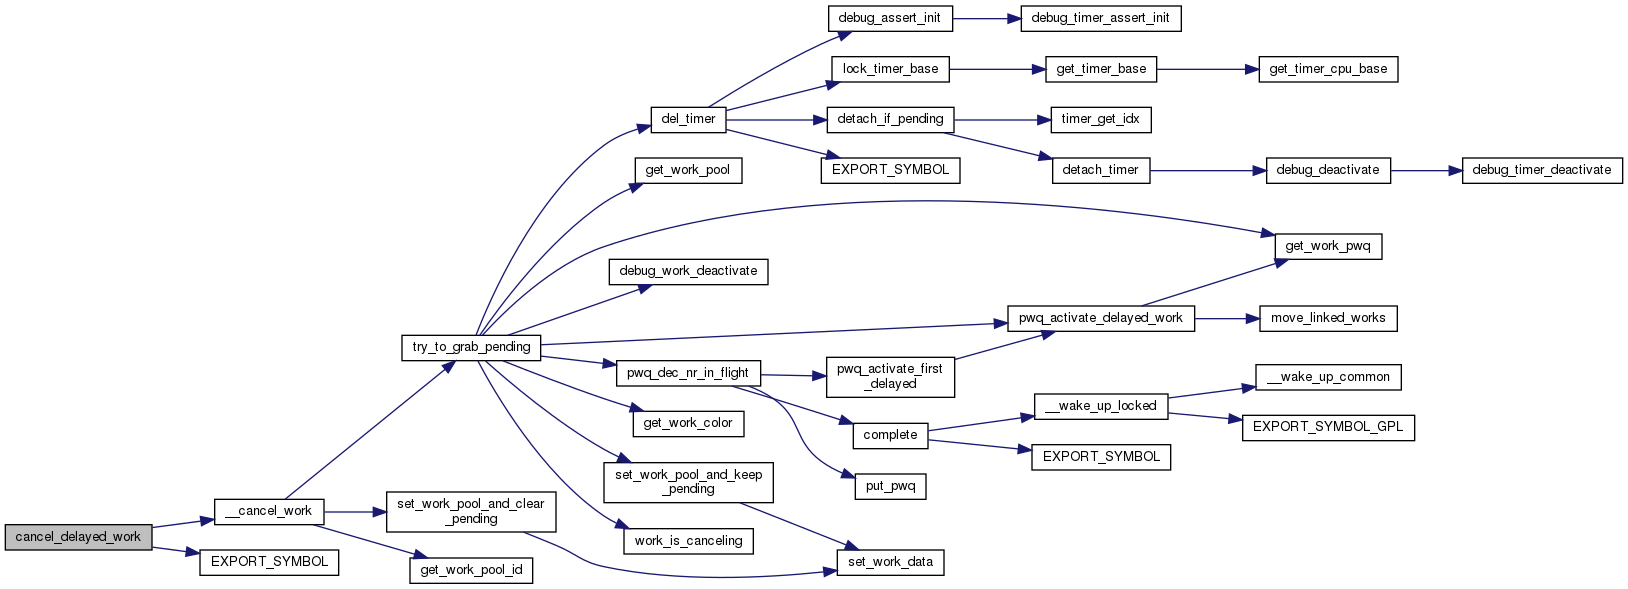 debug_assert_init
debug_timer_assert_init
lock_timer_base
get_timer_base
get_timer_cpu_base
del_timer
detach_if_pending
timer_get_idx
get_work_pool
EXPORT_SYMBOL
detach_timer
debug_deactivate
debug_timer_deactivate
get_work_pwq
debug_work_deactivate
pwq_activate_delayed_work
move_linked_works
try_to_grab_pending
pwq_dec_nr_in_flight
pwq_activate_first
_delayed
__wake_up_common
__wake_up_locked
get_work_color
complete
EXPORT_SYMBOL_GPL
EXPORT_SYMBOL
set_work_pool_and_keep
_pending
put_pwq
__cancel_work
set_work_pool_and_clear
_pending
cancel_delayed_work
work_is_canceling
EXPORT_SYMBOL
get_work_pool_id
set_work_data